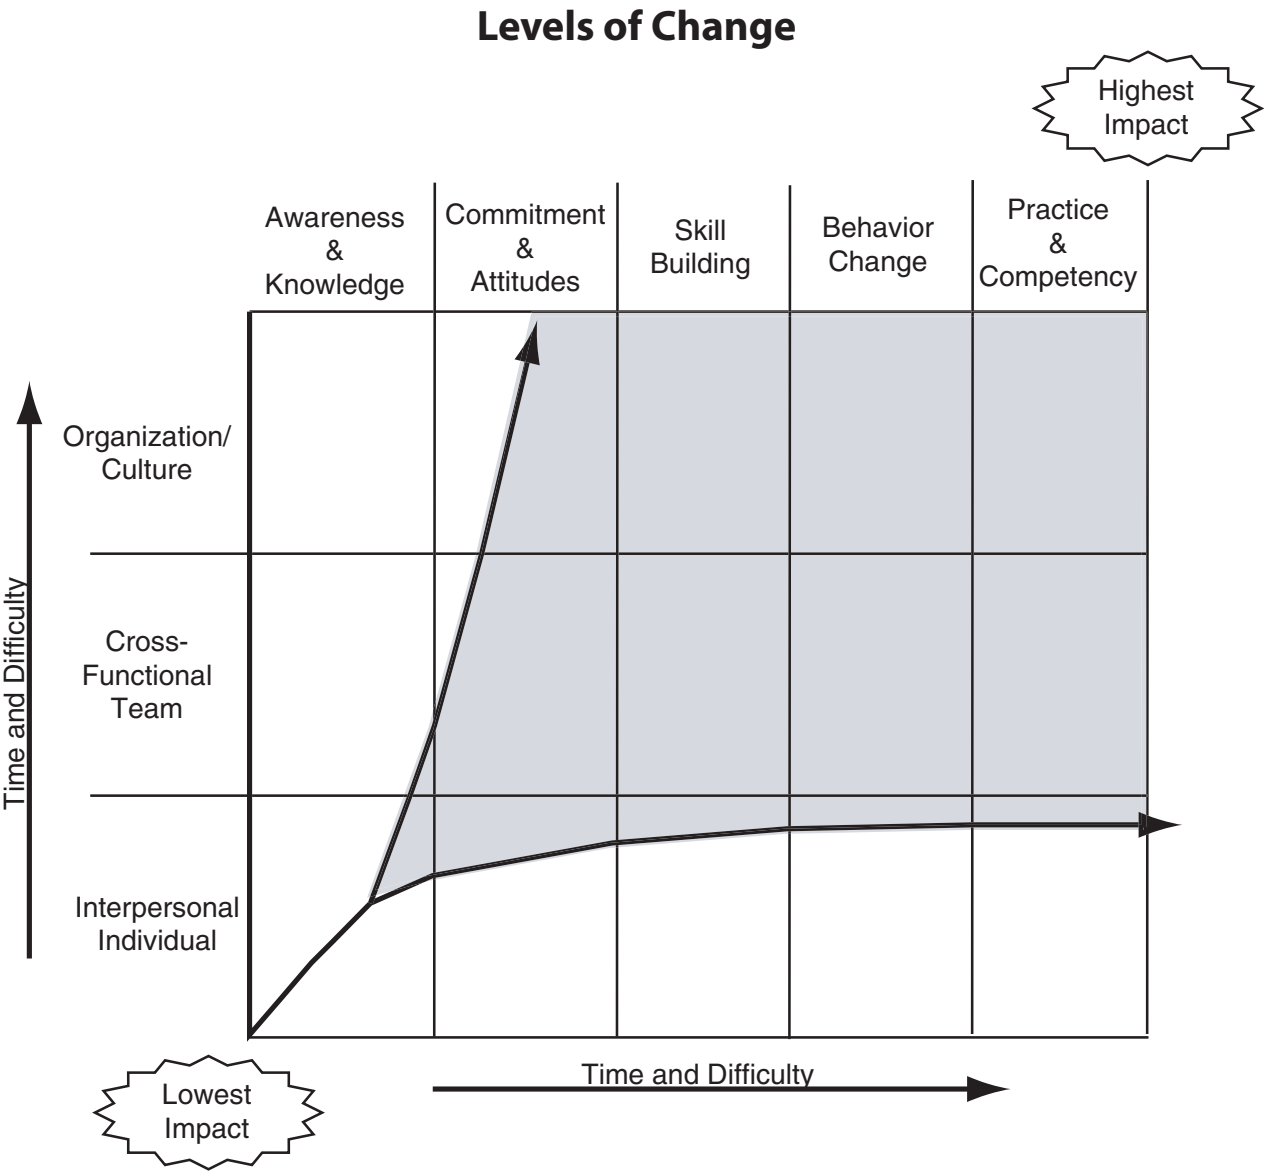 Levels of Change
Highest
Impact
Awareness
&
Knowledge
Commitment
&
Attitudes
Skill
Building
Behavior
Change
Practice
&
Competency
Organization/
Culture
Cross-
Functional
Team
Interpersonal
Individual
Time and Difficulty
Time and Difficulty
Lowest
Impact